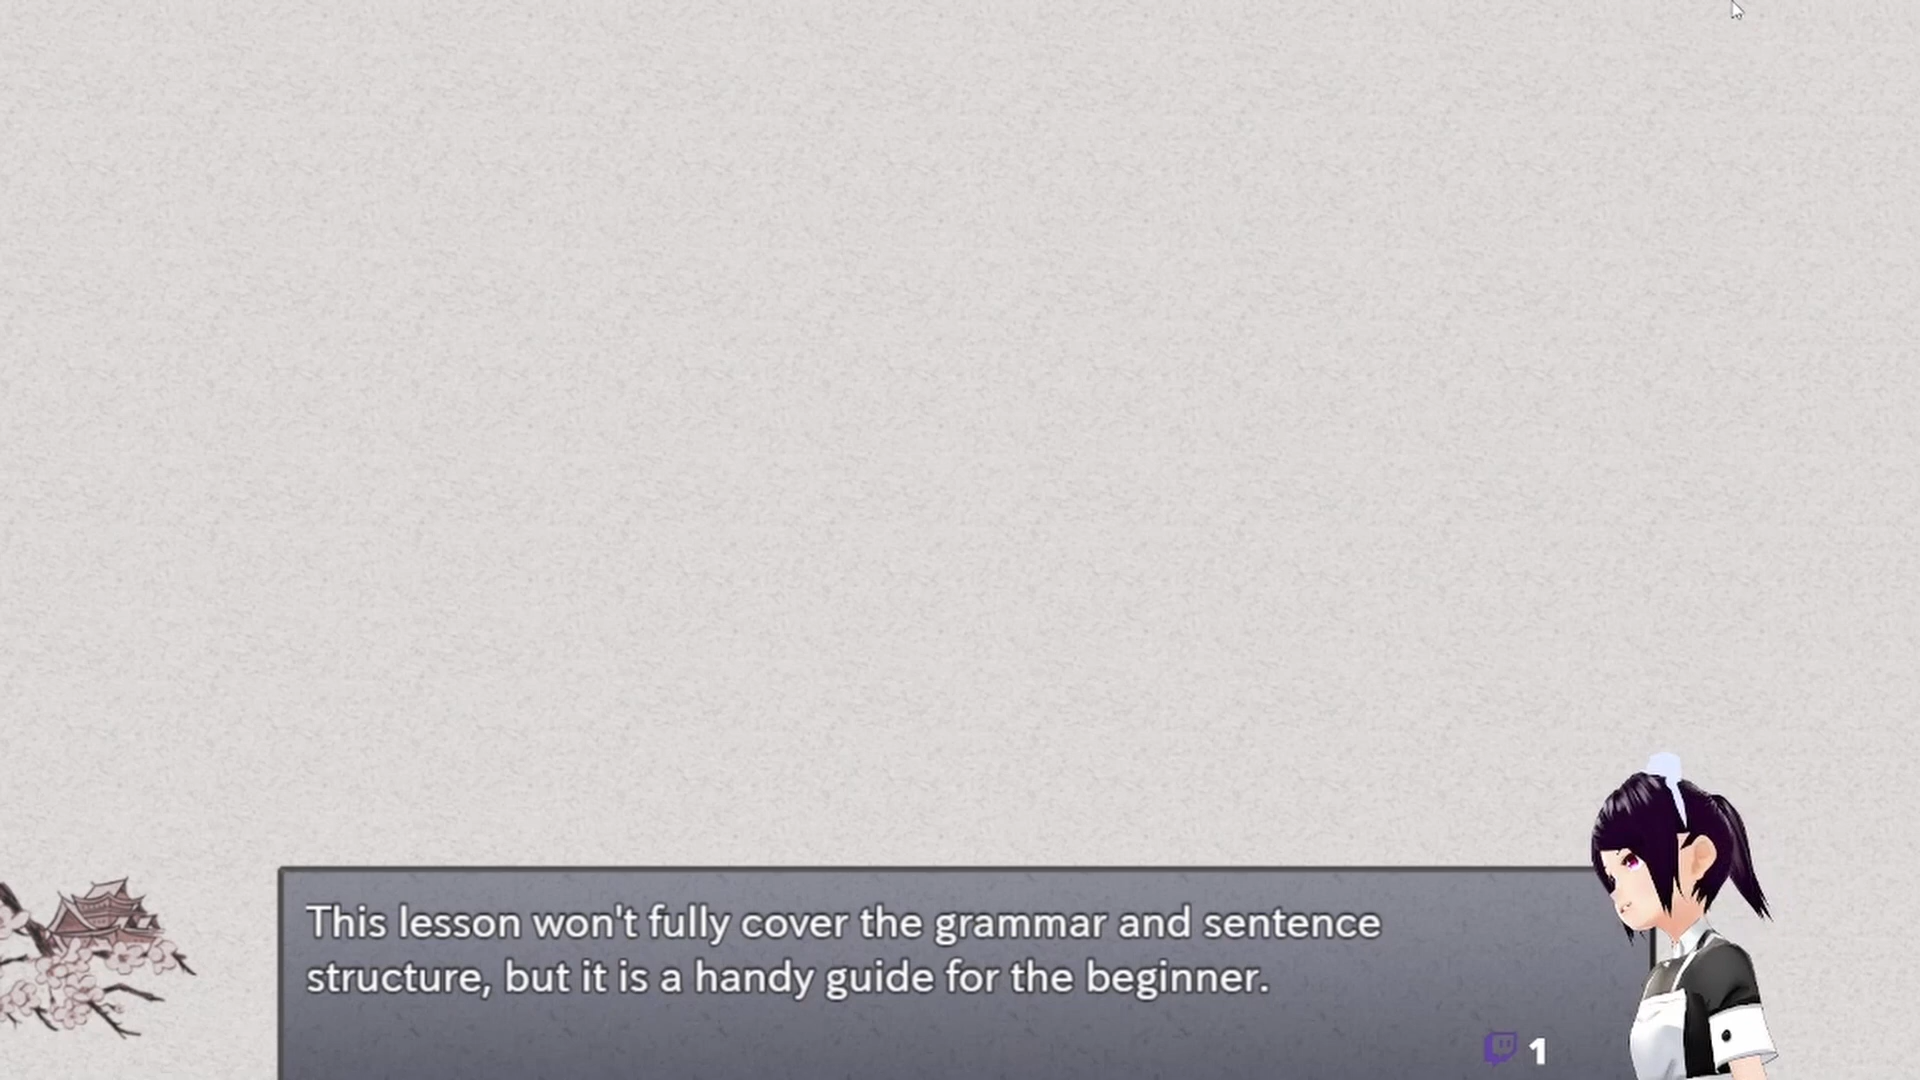 This lesson won't fully cover the grammar and sentence
structure, but it is a handy guide for the beginner.
1